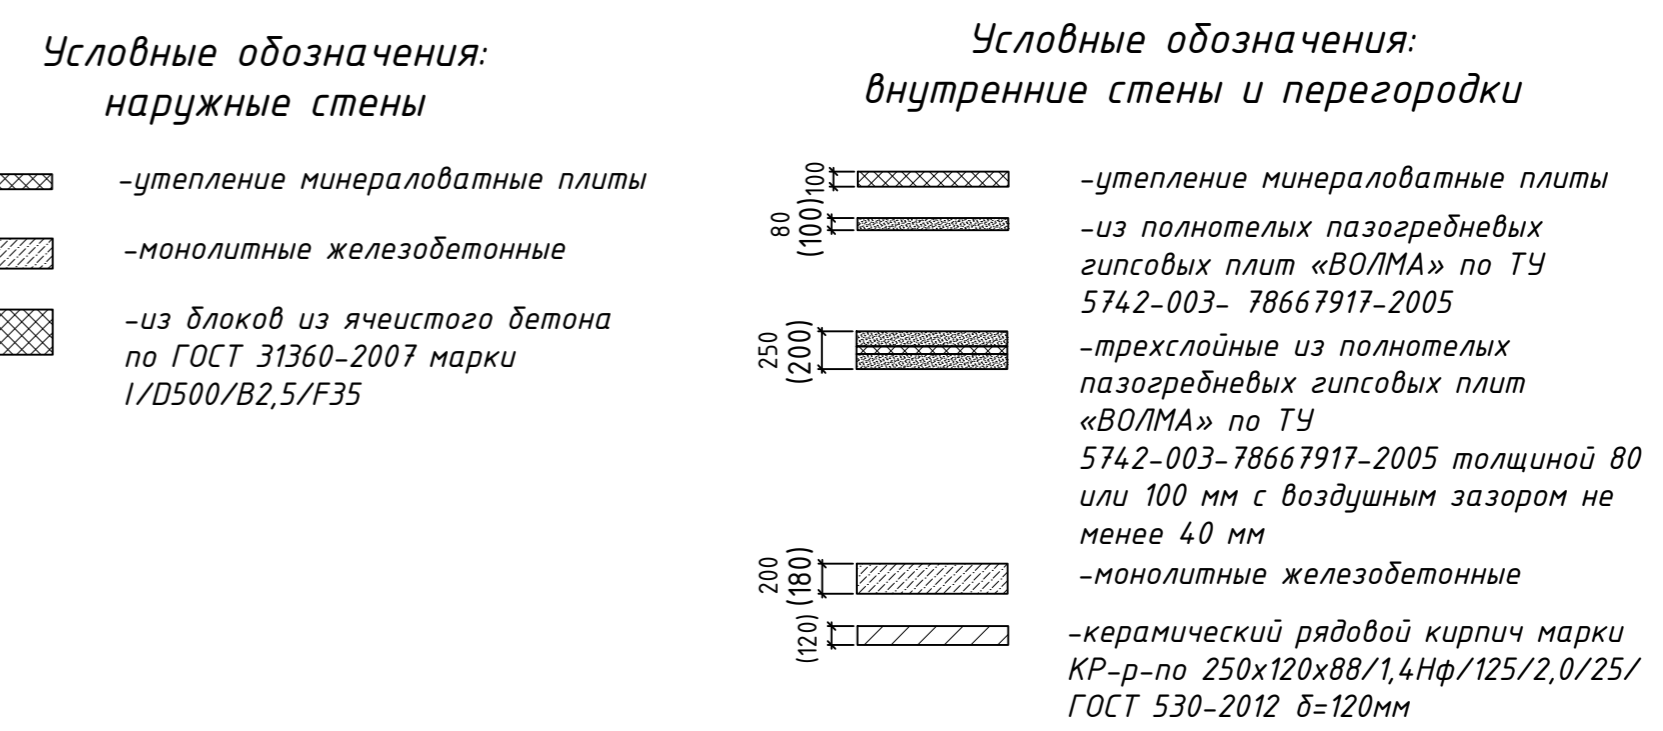 Условные обозначения:
наружные стены
-утепление минераловатные плиты
-монолитные железобетонные
-из блоков из ячеистого бетона
по ГОСТ 31360-2007 марки
I/D500/B2,5/F35
Условные обозначения:
внутренние стены и перегородки
100
-утепление минераловатные плиты
80
(100)
-из полнотелых пазогребневых
гипсовых плит «ВОЛМА» по ТУ
5742-003- 78667917-2005
250
(200)
-трехслойные из полнотелых
пазогребневых гипсовых плит
«ВОЛМА» по ТУ
5742-003-78667917-2005 толщиной 80
или 100 мм с воздушным зазором не
менее 40 мм
200
(180)
-монолитные железобетонные
(120)
-керамический рядовой кирпич марки
КР-р-по 250x120x88/1,4Нф/125/2,0/25/
ГОСТ 530-2012 δ=120мм